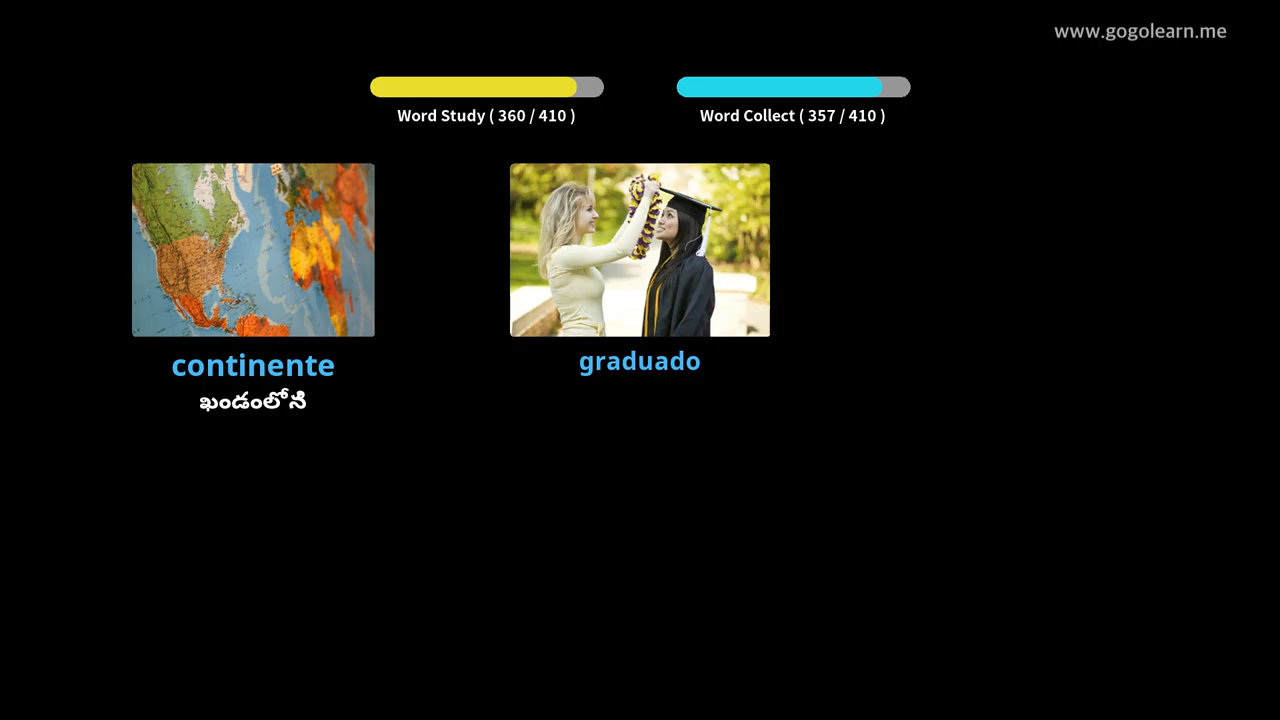 www.gogolearn.me
Word Study ( 360 / 410 )
Word Collect ( 357 / 410 )
continente
ఖండంలోని
graduado